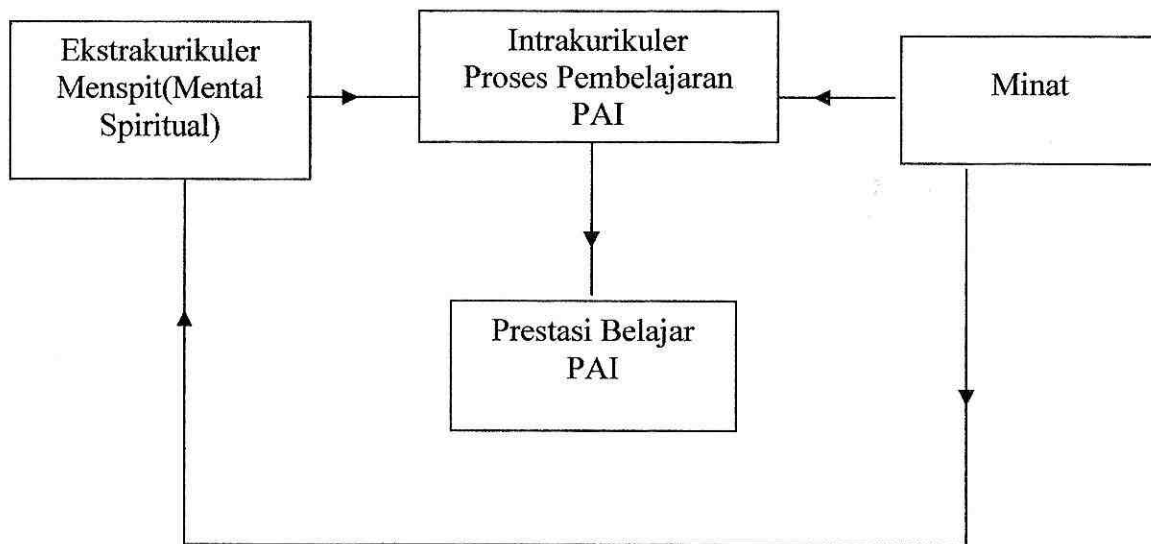 Ekstrakurikuler
Menspit(Mental
Spiritual)
Intrakurikuler
Proses Pembelajaran
PAI
Minat
Prestasi Belajar
PAI